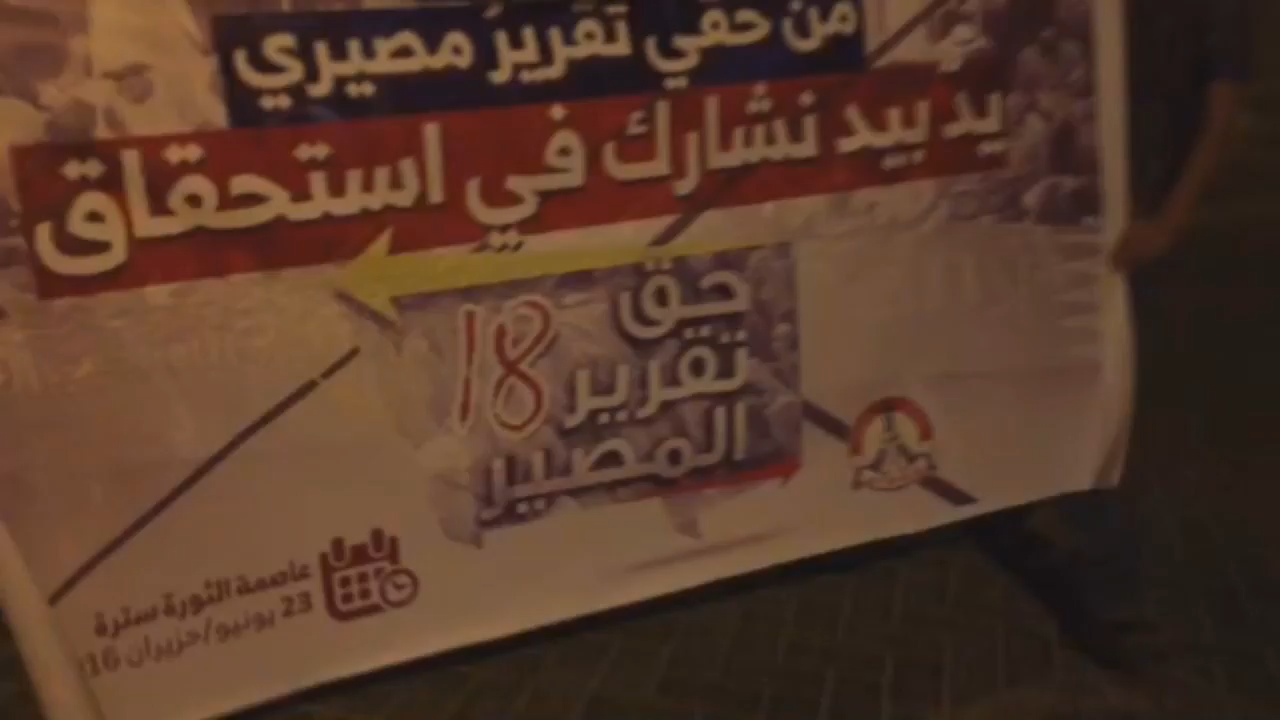 من حقي تقرير مصيري
يد بيد نشارك في استحقاق
حق
تقرير 18
المصير
عاصمة الثورة سترة
23 يونيو/حزيران